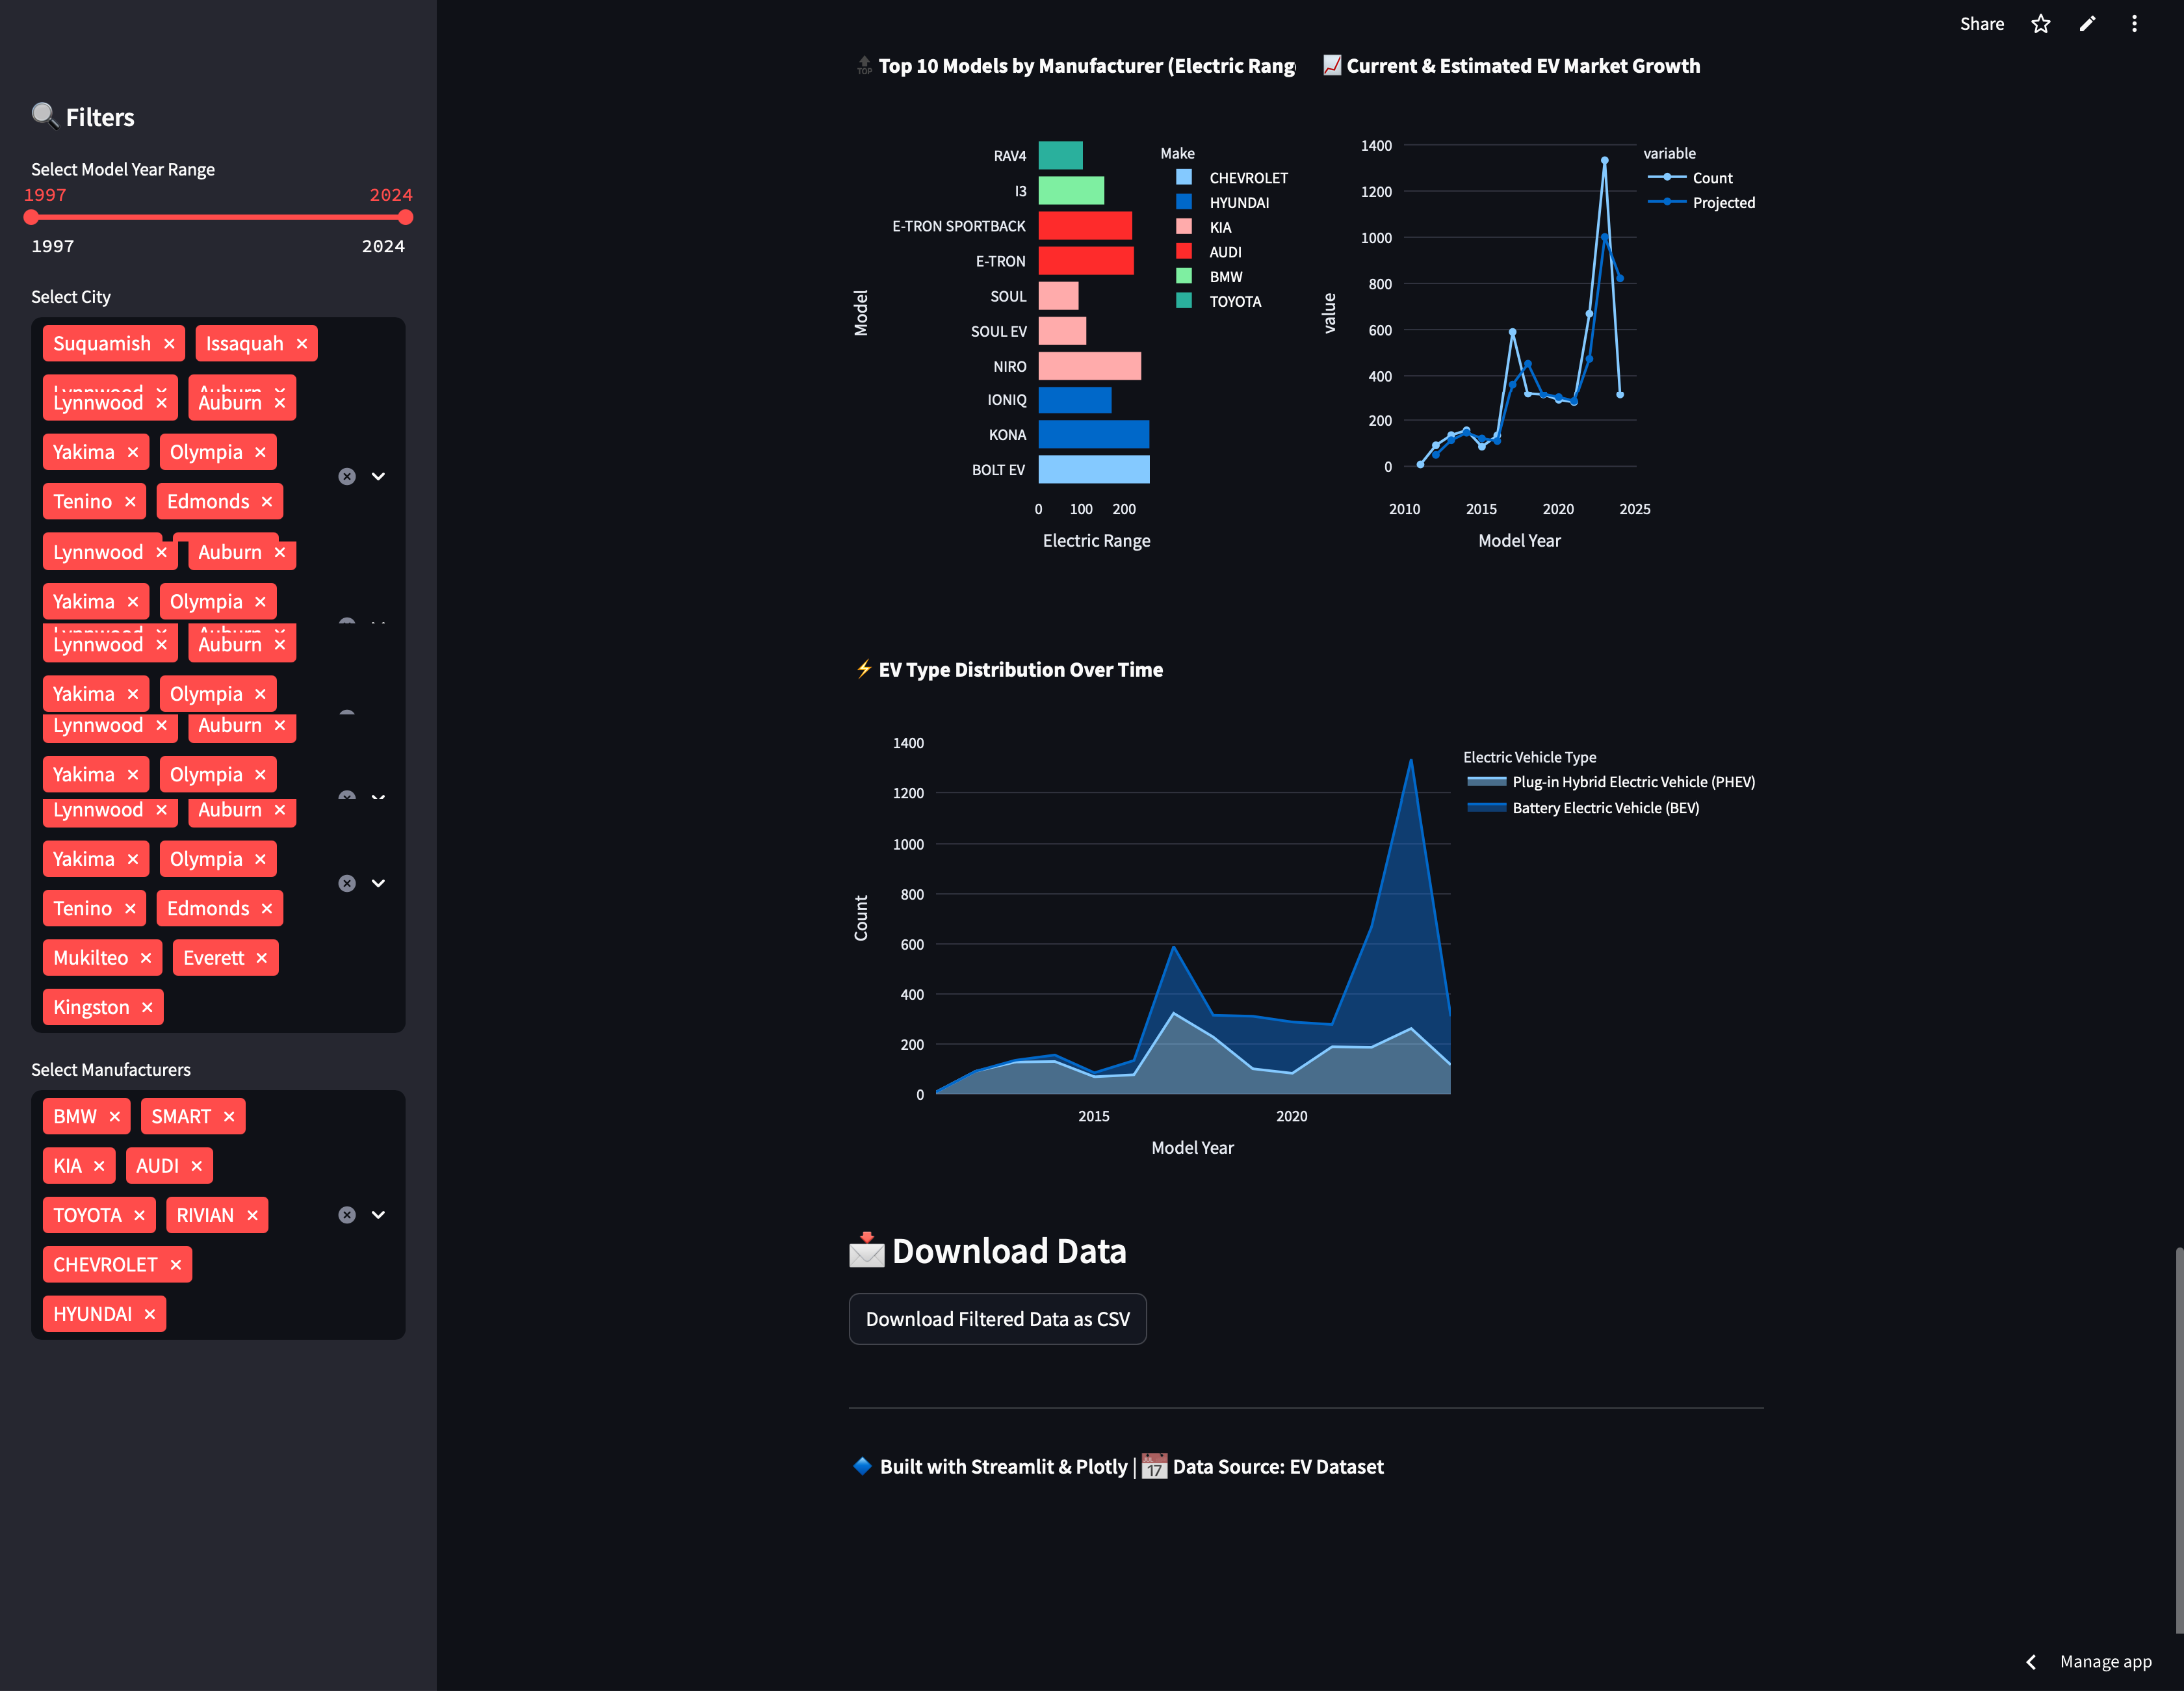 Share
Filters
Select Model Year Range
1997 2024
1997 2024
Select City
Suquamish Issaquah
Lynnwood Auburn
Lynnwood Auburn
Yakima Olympia
Tenino Edmonds
Lynnwood Auburn
Yakima Olympia
Lynnwood Auburn
Lynnwood Auburn
Yakima Olympia
Lynnwood Auburn
Yakima Olympia
Lynnwood Auburn
Yakima Olympia
Tenino Edmonds
Mukilteo Everett
Kingston
Select Manufacturers
BMW SMART
KIA AUDI
TOYOTA RIVIAN
CHEVROLET
HYUNDAI
TOP Top 10 Models by Manufacturer (Electric Rang
Model
RAV4
I3
E-TRON SPORTBACK
E-TRON
SOUL
SOUL EV
NIRO
IONIQ
KONA
BOLT EV
0 100 200
Electric Range
Make
CHEVROLET
HYUNDAI
KIA
AUDI
BMW
TOYOTA
Current & Estimated EV Market Growth
value
1400
1200
1000
800
600
400
200
0
2010 2015 2020 2025
Model Year
variable
Count
Projected
EV Type Distribution Over Time
Count
1400
1200
1000
800
600
400
200
0
2015 2020
Model Year
Electric Vehicle Type
Plug-in Hybrid Electric Vehicle (PHEV)
Battery Electric Vehicle (BEV)
Download Data
Download Filtered Data as CSV
Built with Streamlit & Plotly | 17 Data Source: EV Dataset
Manage app